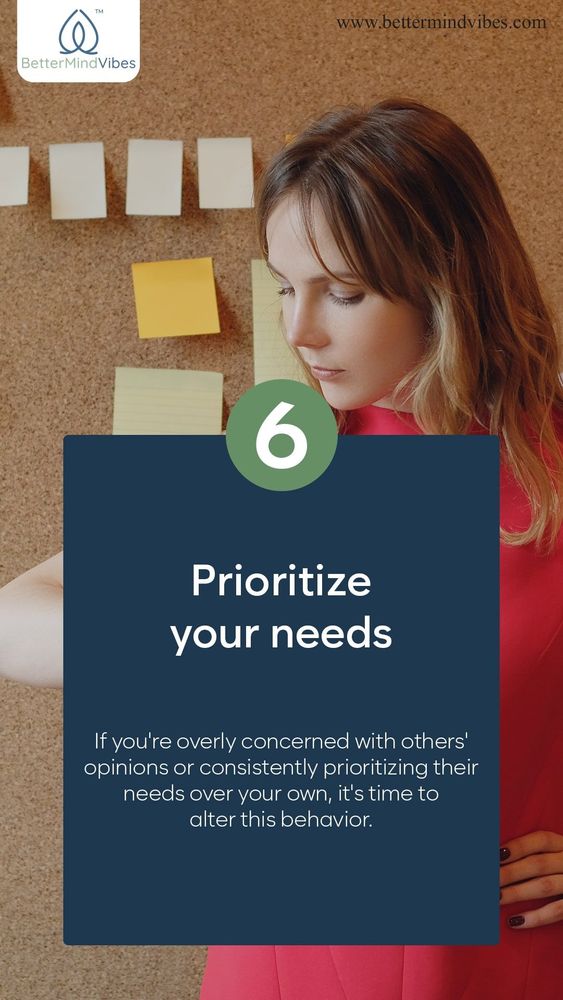 www.bettermindvibes.com
TM
BetterMindVibes
6
Prioritize
your needs
If you're overly concerned with others'
opinions or consistently prioritizing their
needs over your own, it's time to
alter this behavior.